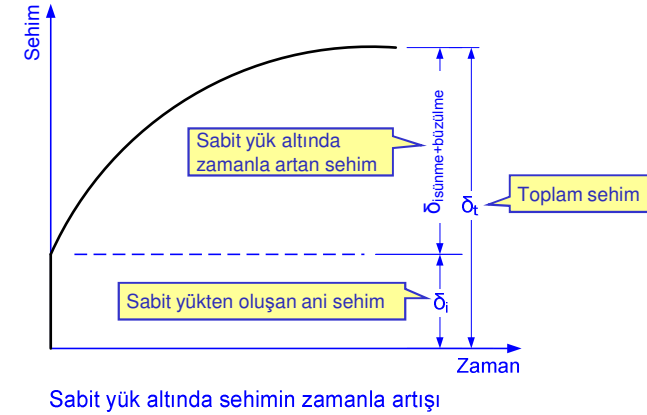 Sehim
Sabit yük altında
zamanla artan sehim
δisünme+büzülme
δt
Toplam sehim
Sabit yükten oluşan ani sehim
δi
Zaman
Sabit yük altında sehimin zamanla artışı